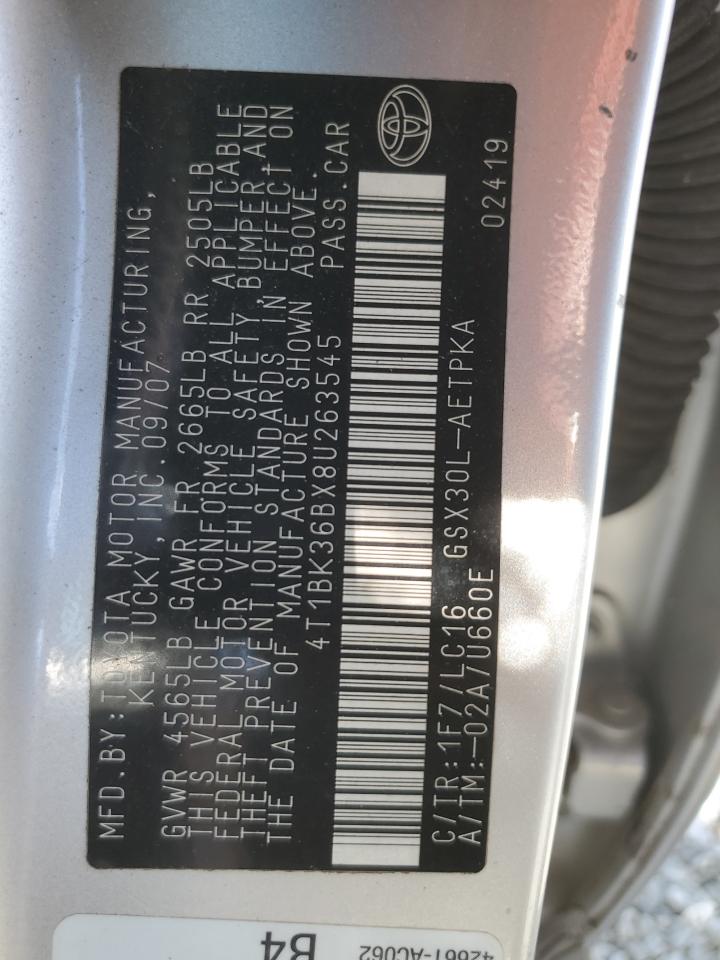 MFD.BY:TOYOTA MOTOR MANUFACTURING,
KENTUCKY, INC. 09/07
GVWR 4565LB GAWR FR 2665LB RR 2505LB
THIS VEHICLE CONFORMS TO ALL APPLICABLE
FEDERAL MOTOR VEHICLE SAFETY, BUMPER, AND
THEFT PREVENTION STANDARDS IN EFFECT ON
THE DATE OF MANUFACTURE SHOWN ABOVE.
4T1BK36BX8U263545 PASS.CAR
C/TR:1F7/LC16 GSX30L-AETPKA
A/TM:-02A/U660E
02419
B4
42661-AC062